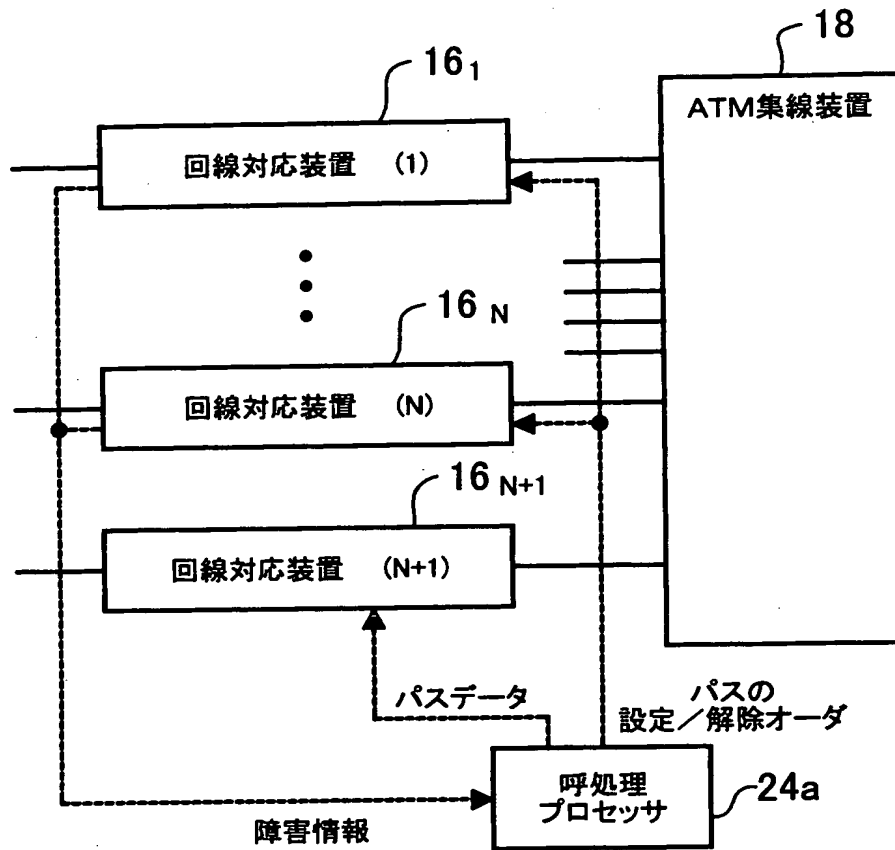 18
ATM集線装置
16₁
回線対応装置 (1)
16 N
回線対応装置 (N)
16 N+1
回線対応装置 (N+1)
パスデータ
パスの
設定/解除オーダ
呼処理
プロセッサ
24a
障害情報